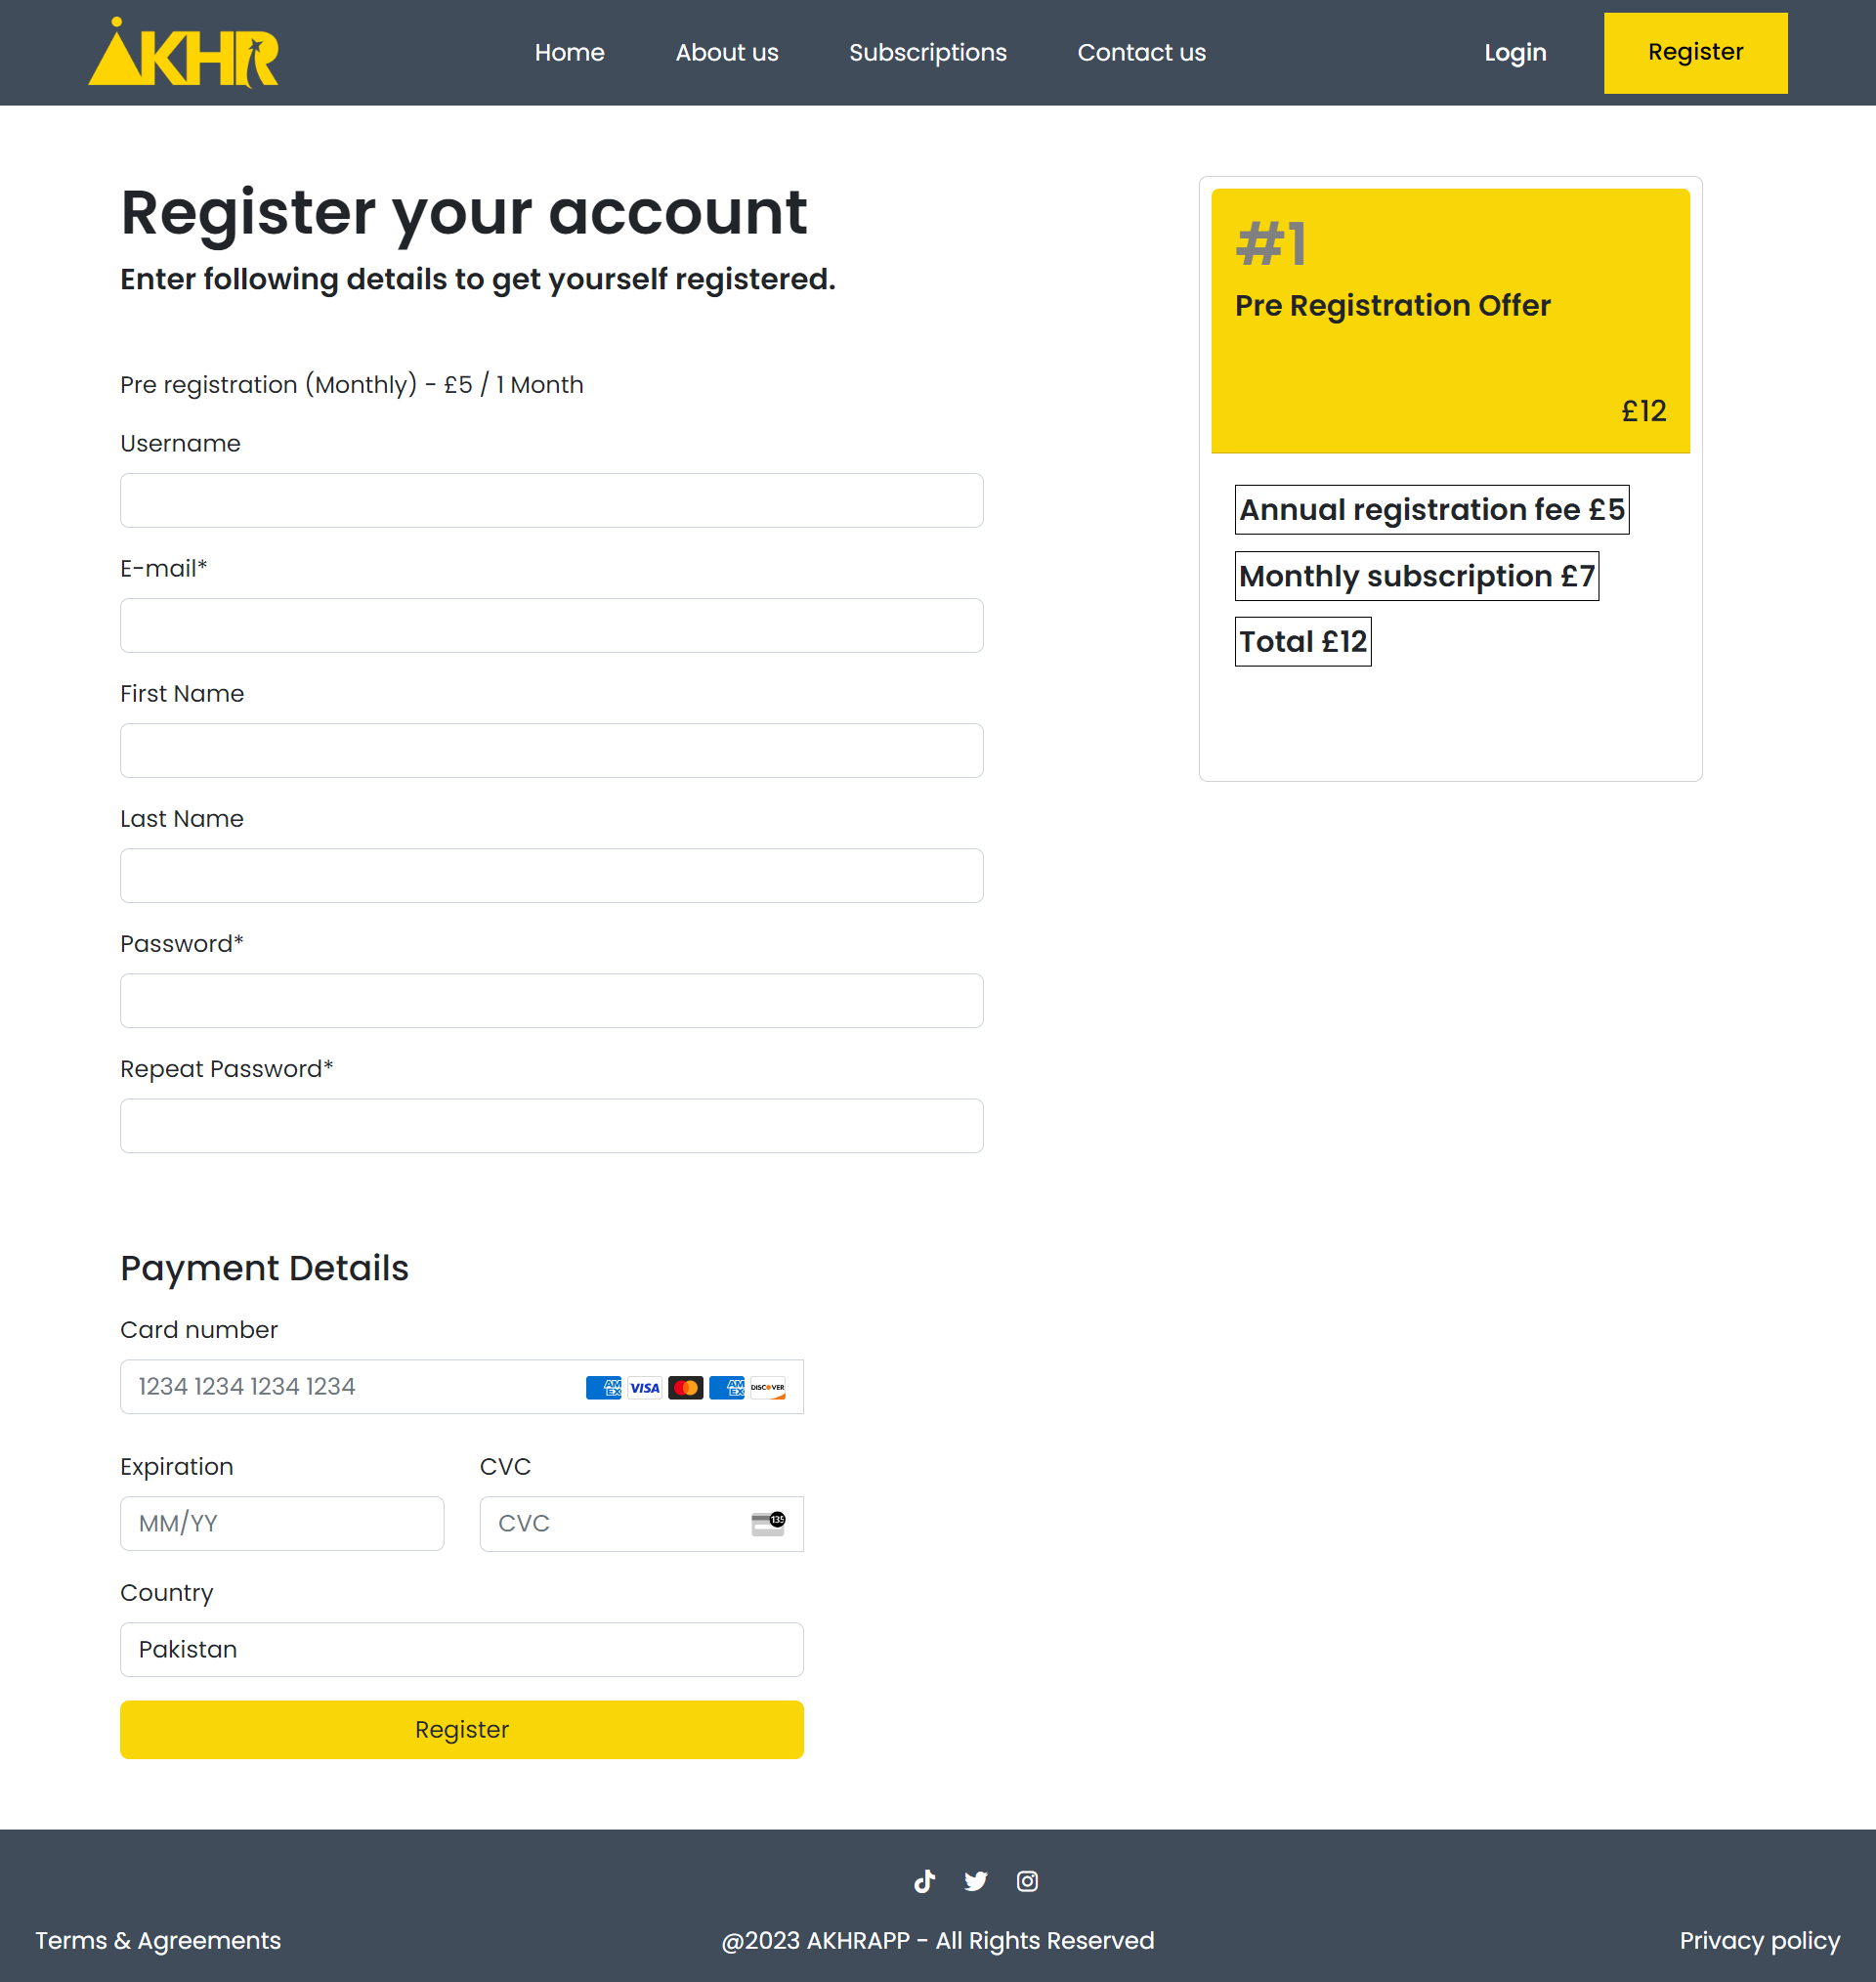 AKHR
Home About us Subscriptions Contact us Login Register
Register your account
Enter following details to get yourself registered.
Pre registration (Monthly) - £5 / 1 Month
Username
E-mail*
First Name
Last Name
Password*
Repeat Password*
#1
Pre Registration Offer
£12
Annual registration fee £5
Monthly subscription £7
Total £12
Payment Details
Card number
1234 1234 1234 1234 AM EX VISA AM EX DISCOVER
Expiration CVC
MM/YY CVC 135
Country
Pakistan
Register
Terms & Agreements @2023 AKHRAPP - All Rights Reserved Privacy policy